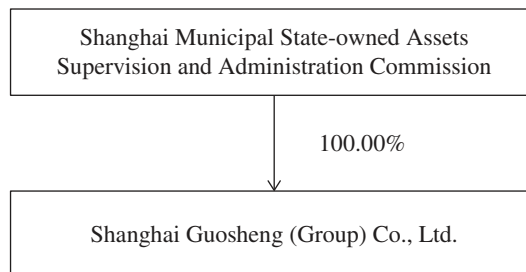 Shanghai Municipal State-owned Assets
Supervision and Administration Commission
100.00%
Shanghai Guosheng (Group) Co., Ltd.